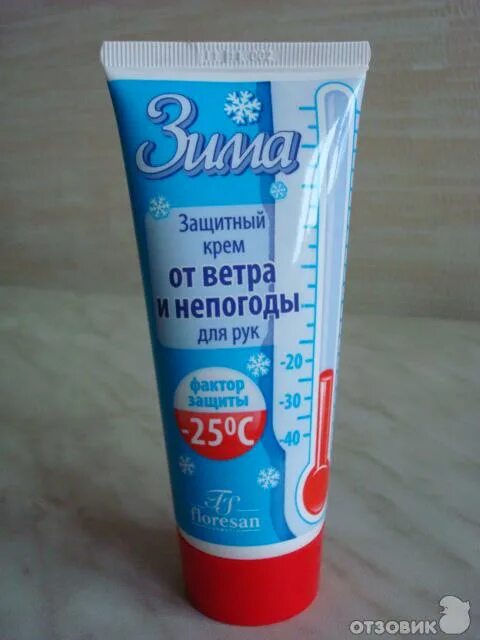 Зима
Защитный
крем
от ветра
и непогоды
для рук
фактор
защиты
-25°С
-20
-30
-40
floresan
ОТЗОВИК